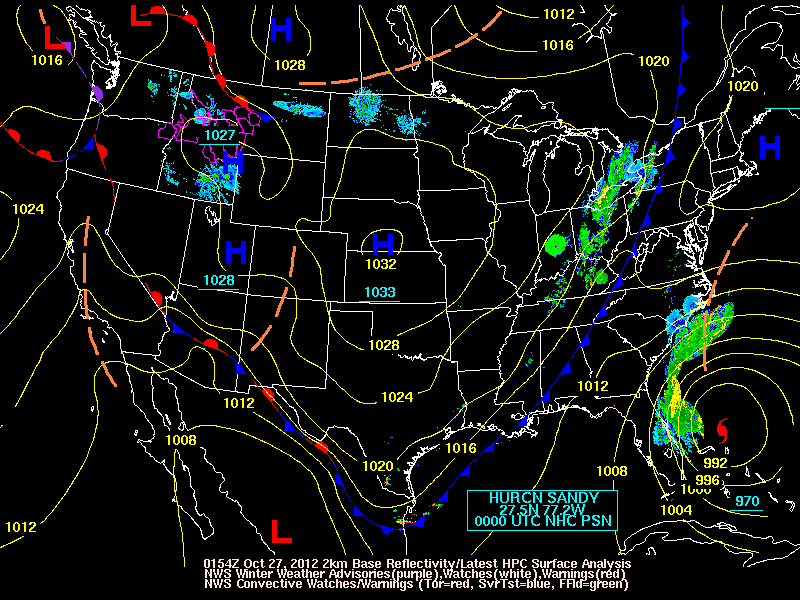 L
H
L
1012
1016
1016
1028
1020
1020
1027
H
H
1024
H
H
1032
1028
1033
1028
1024
1012
1012
1008
1016
1020
992
1008
996
1000
970
1004
1012
L
HURCN SANDY
27.5N 77.2W
0000 UTC NHC PSN
0154Z Oct 27, 2012 2km Base Reflectivity/Latest HPC Surface Analysis
NWS Winter Weather Advisories(purple),Watches(white),Warnings(red)
NWS Convective Watches/Warnings (Tor=red, SvrTst=blue, FFld=green)